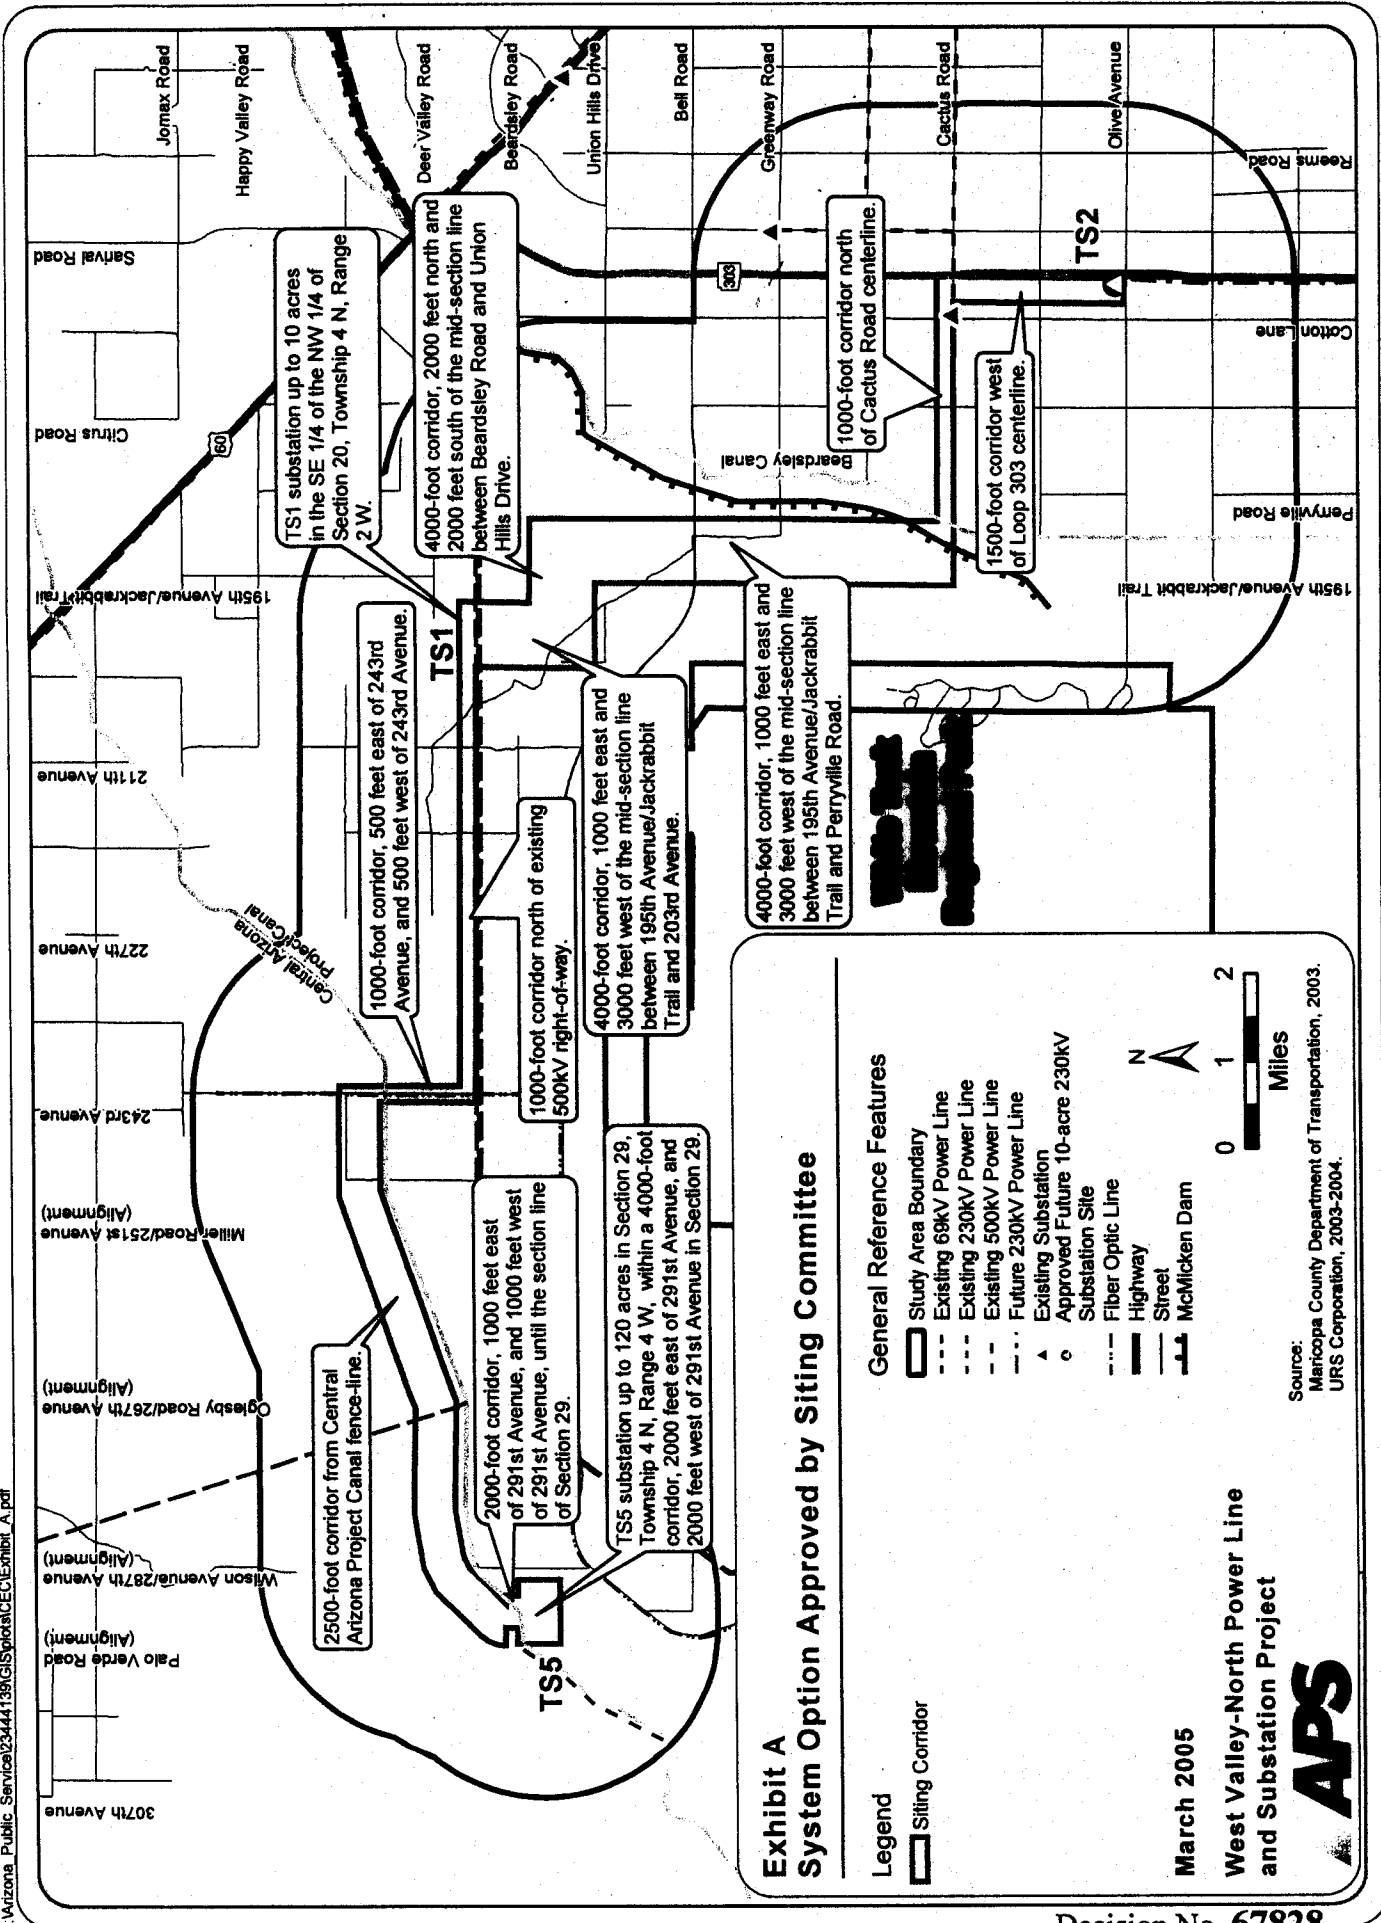 \Arizona_Public_Service\23444139\GIS\plots\CEC\Exhibit_A.pdf
307th Avenue
Palo Verde Road
(Alignment)
Wilson Avenue/287th Avenue
(Alignment)
Oglesby Road/267th Avenue
(Alignment)
Miller Road/251st Avenue
(Alignment)
243rd Avenue
227th Avenue
211th Avenue
195th Avenue/Jackrabbit
Trail
Citrus Road
Sarival Road
Jomax Road
Happy Valley Road
Deer Valley Road
Beardsley Road
Union Hills Drive
Bell Road
Greenway Road
Cactus Road
Olive Avenue
Reems Road
Cotton Lane
Perryville Road
195th Avenue/Jackrabbit Trail
Central Arizona
Project Canal
Beardsley Canal
60
303
TS1
TS2
TS5
2500-foot corridor from Central
Arizona Project Canal fence-line.
1000-foot corridor, 500 feet east of 243rd
Avenue, and 500 feet west of 243rd Avenue.
TS1 substation up to 10 acres
in the SE 1/4 of the NW 1/4 of
Section 20, Township 4 N, Range
2 W.
4000-foot corridor, 2000 feet north and
2000 feet south of the mid-section line
between Beardsley Road and Union
Hills Drive.
2000-foot corridor, 1000 feet east
of 291st Avenue, and 1000 feet west
of 291st Avenue, until the section line
of Section 29.
1000-foot corridor north of existing
500kV right-of-way.
4000-foot corridor, 1000 feet east and
3000 feet west of the mid-section line
between 195th Avenue/Jackrabbit
Trail and 203rd Avenue.
TS5 substation up to 120 acres in Section 29,
Township 4 N, Range 4 W, within a 4000-foot
corridor, 2000 feet east of 291st Avenue, and
2000 feet west of 291st Avenue in Section 29.
4000-foot corridor, 1000 feet east and
3000 feet west of the mid-section line
between 195th Avenue/Jackrabbit
Trail and Perryville Road.
1000-foot corridor north
of Cactus Road centerline.
1500-foot corridor west
of Loop 303 centerline.
Exhibit A
System Option Approved by Siting Committee
Legend
Siting Corridor
General Reference Features
Study Area Boundary
Existing 69kV Power Line
Existing 230kV Power Line
Existing 500kV Power Line
Future 230kV Power Line
Existing Substation
Approved Future 10-acre 230kV
Substation Site
Fiber Optic Line
Highway
Street
McMicken Dam
N
0 1 2
Miles
Source:
Maricopa County Department of Transportation, 2003.
URS Corporation, 2003-2004.
March 2005
West Valley-North Power Line
and Substation Project
APS
Decision No. 67828